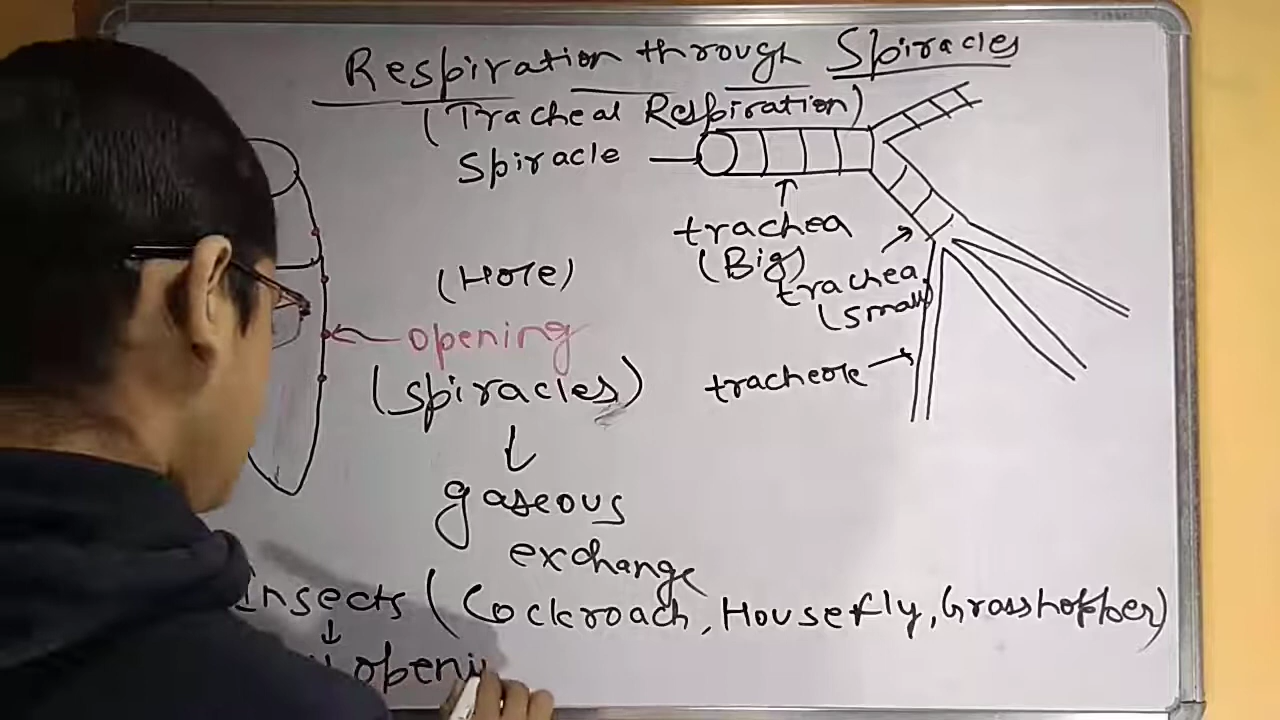 Respiration through Spiracles
(Tracheal Respiration)
Spiracle
trachea
(Big)
trachea
(small)
tracheole
(Hole)
opening
(spiracles)
gaseous
exchange
Insects (Cockroach, Housefly, Grasshopper)
openi